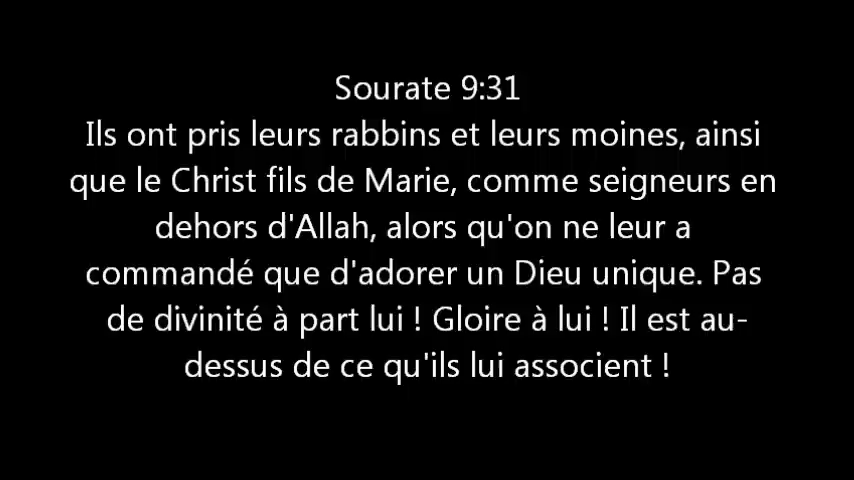 Sourate 9:31
Ils ont pris leurs rabbins et leurs moines, ainsi
que le Christ fils de Marie, comme seigneurs en
dehors d'Allah, alors qu'on ne leur a
commandé que d'adorer un Dieu unique. Pas
de divinité à part lui ! Gloire à lui ! Il est au-
dessus de ce qu'ils lui associent !